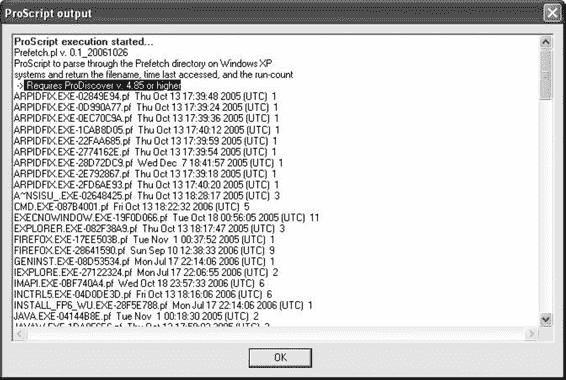 ProScript output
ProScript execution started...
Prefetch.pl v. 0.1_20061026
ProScript to parse through the Prefetch directory on Windows XP
systems and return the filename, time last accessed, and the run-count
-> Requires ProDiscover v. 4.85 or higher
ARPIDFIX.EXE-02849E94.pf Thu Oct 13 17:39:48 2005 (UTC) 1
ARPIDFIX.EXE-0D990A77.pf Thu Oct 13 17:39:24 2005 (UTC) 1
ARPIDFIX.EXE-0EC70C9A.pf Thu Oct 13 17:39:36 2005 (UTC) 1
ARPIDFIX.EXE-1CAB8D05.pf Thu Oct 13 17:40:12 2005 (UTC) 1
ARPIDFIX.EXE-22FAA685.pf Thu Oct 13 17:39:59 2005 (UTC) 1
ARPIDFIX.EXE-2774162E.pf Thu Oct 13 17:39:54 2005 (UTC) 1
ARPIDFIX.EXE-28D72DC9.pf Wed Dec 7 18:41:57 2005 (UTC) 1
ARPIDFIX.EXE-2E792867.pf Thu Oct 13 17:39:18 2005 (UTC) 1
ARPIDFIX.EXE-2FD6AE93.pf Thu Oct 13 17:40:20 2005 (UTC) 1
A~NSISU_.EXE-02648425.pf Thu Oct 13 18:28:17 2005 (UTC) 3
CMD.EXE-087B4001.pf Fri Oct 13 18:22:32 2006 (UTC) 5
EXECNOWINDOW.EXE-19F0D066.pf Tue Oct 18 00:56:05 2005 (UTC) 11
EXPLORER.EXE-082F38A9.pf Thu Oct 13 18:17:47 2005 (UTC) 3
FIREFOX.EXE-17EE503B.pf Tue Nov 1 00:37:52 2005 (UTC) 1
FIREFOX.EXE-28641590.pf Sun Sep 10 12:38:33 2006 (UTC) 9
GENINST.EXE-08D53534.pf Mon Jul 17 22:14:06 2006 (UTC) 1
IEXPLORE.EXE-27122324.pf Mon Jul 17 22:06:55 2006 (UTC) 2
IMAPI.EXE-0BF740A4.pf Wed Oct 18 23:57:33 2006 (UTC) 6
INCTRL5.EXE-04D0DE3D.pf Fri Oct 13 18:16:06 2006 (UTC) 6
INSTALL_FP6_WU.EXE-28F5E788.pf Mon Jul 17 22:14:06 2006 (UTC) 1
JAVA.EXE-04144B8E.pf Tue Nov 1 00:18:30 2005 (UTC) 2
OK